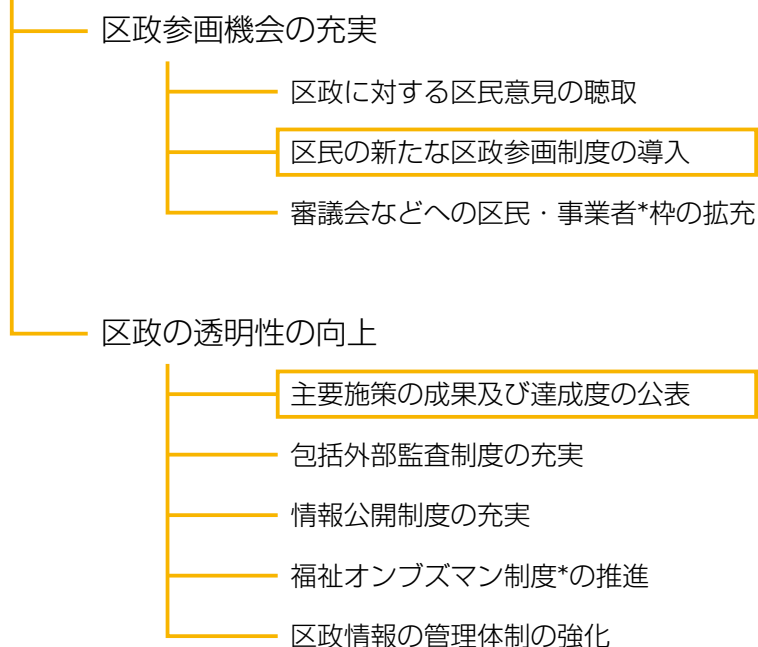 区政参画機会の充実
区政に対する区民意見の聴取
区民の新たな区政参画制度の導入
審議会などへの区民・事業者*枠の拡充
区政の透明性の向上
主要施策の成果及び達成度の公表
包括外部監査制度の充実
情報公開制度の充実
福祉オンブズマン制度*の推進
区政情報の管理体制の強化